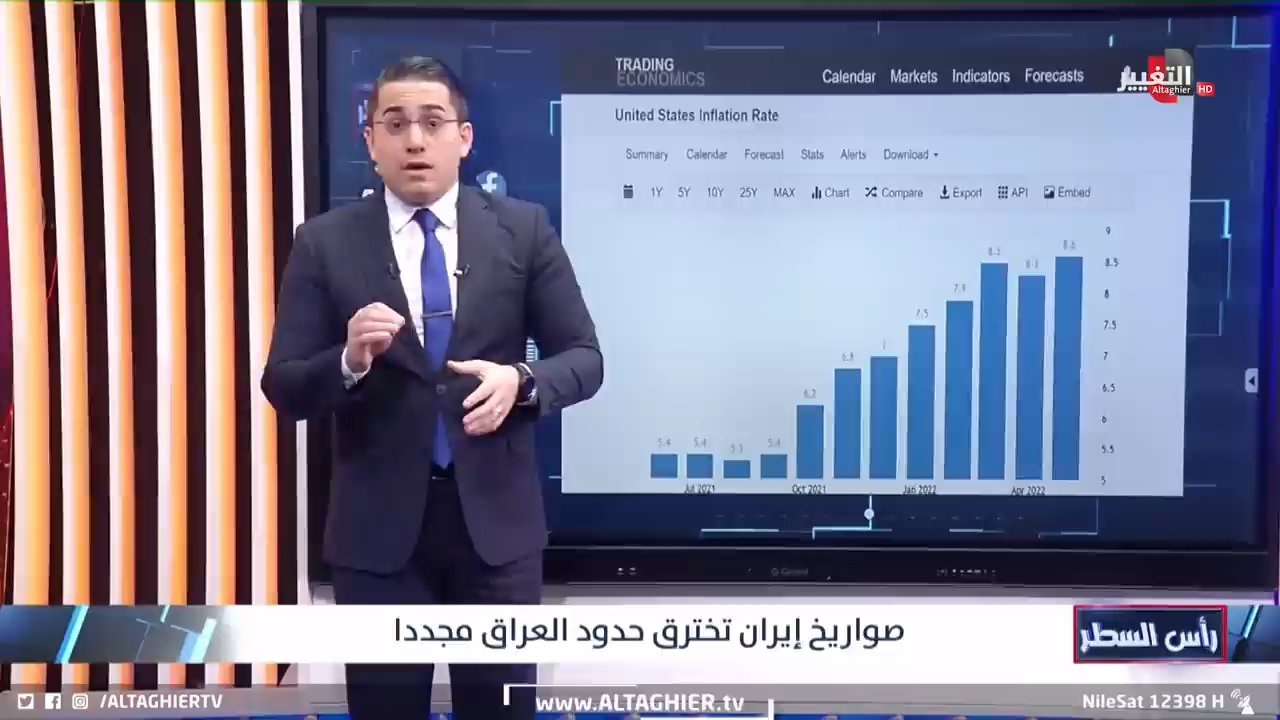 TRADING
ECONOMICS
Calendar Markets Indicators Forecasts
التغيير
Altaghier HD
United States Inflation Rate
Summary Calendar Forecast Stats Alerts Download
1Y 5Y 10Y 25Y MAX Chart Compare Export API Embed
9
8.5
8
7.5
7
6.5
6
5.5
5
5.4 5.4 5.3 5.4 6.2 6.8 7 7.5 7.9 8.5 8.3 8.6
Jul 2021 Oct 2021 Jan 2022 Apr 2022
صواريخ إيران تخترق حدود العراق مجددا
رأس السطر
/ALTAGHIERTV
www.ALTAGHIER.tv
NileSat 12398 H